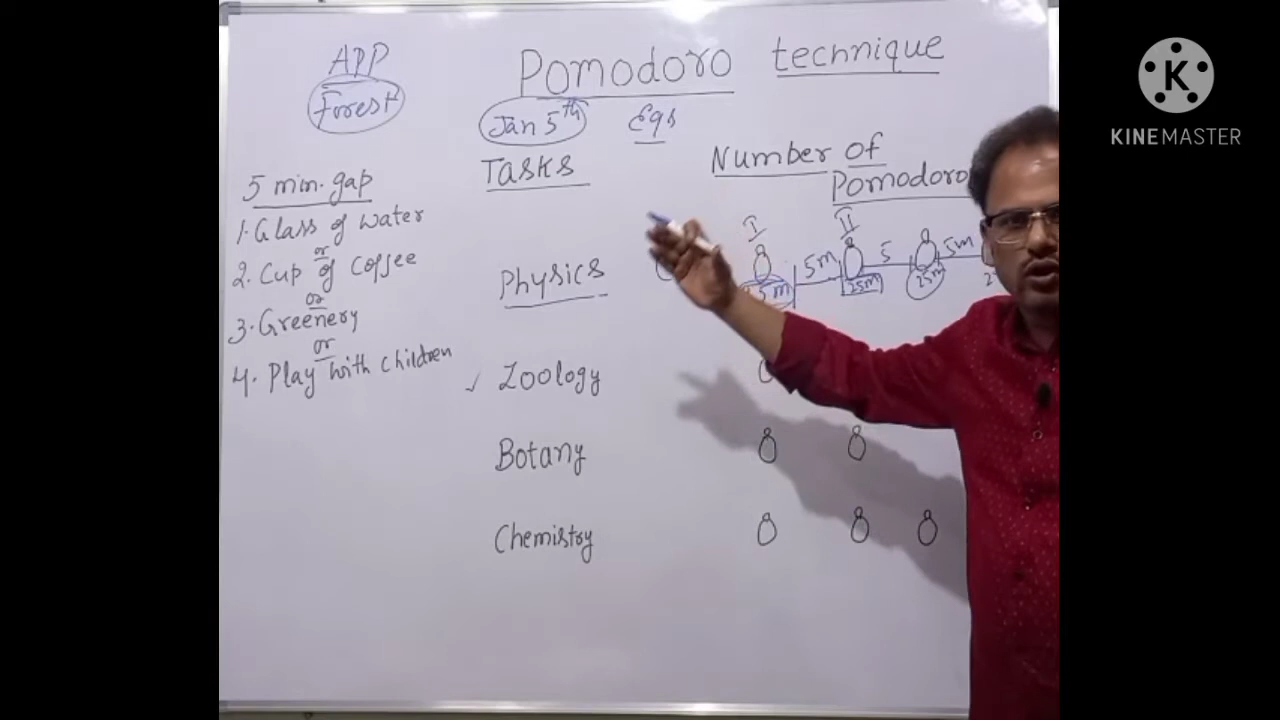 APP
Forest
Pomodoro technique
Jan 5th Egs
Tasks
Number of
Pomodoro
5 min. gap
1. Glass of water
or
2. Cup of Coffee
or
3. Greenery
or
4. Play with children
I II
Physics
5m 5m 25m 5 25m 5m 2
✓ Zoology
Botany
Chemistry
K
KINEMASTER